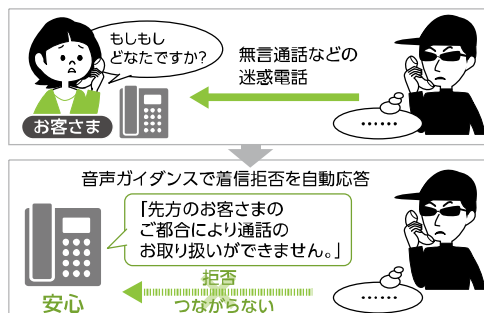 もしもし
どなたですか?
無言通話などの
迷惑電話
……
お客さま
音声ガイダンスで着信拒否を自動応答
「先方のお客さまの
ご都合により通話の
お取り扱いができません。」
拒否
つながらない
……
安心